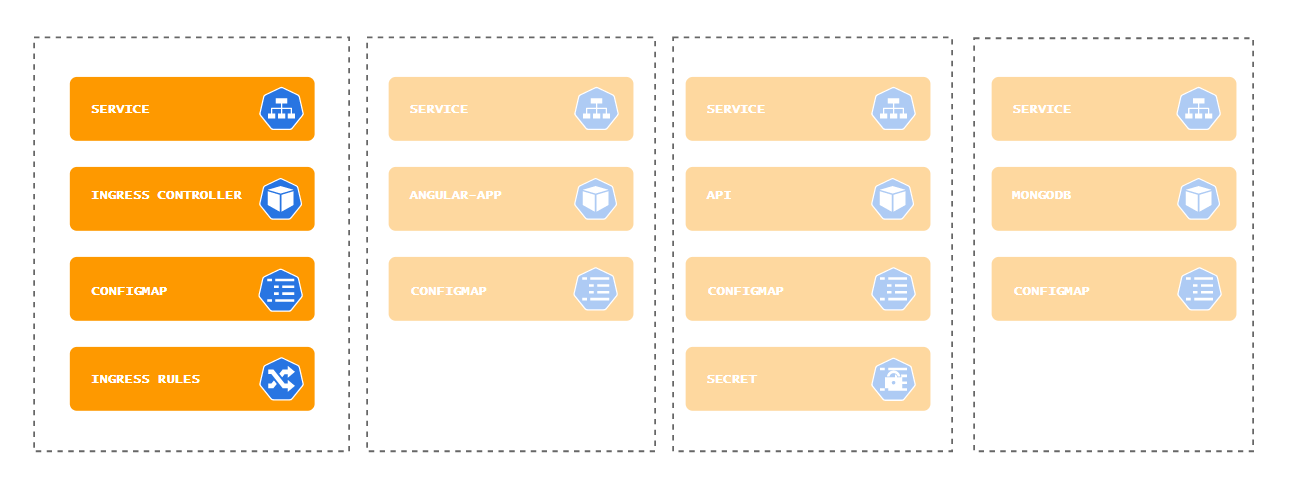 SERVICE
INGRESS CONTROLLER
CONFIGMAP
INGRESS RULES
SERVICE
ANGULAR-APP
CONFIGMAP
SERVICE
API
CONFIGMAP
SECRET
SERVICE
MONGODB
CONFIGMAP